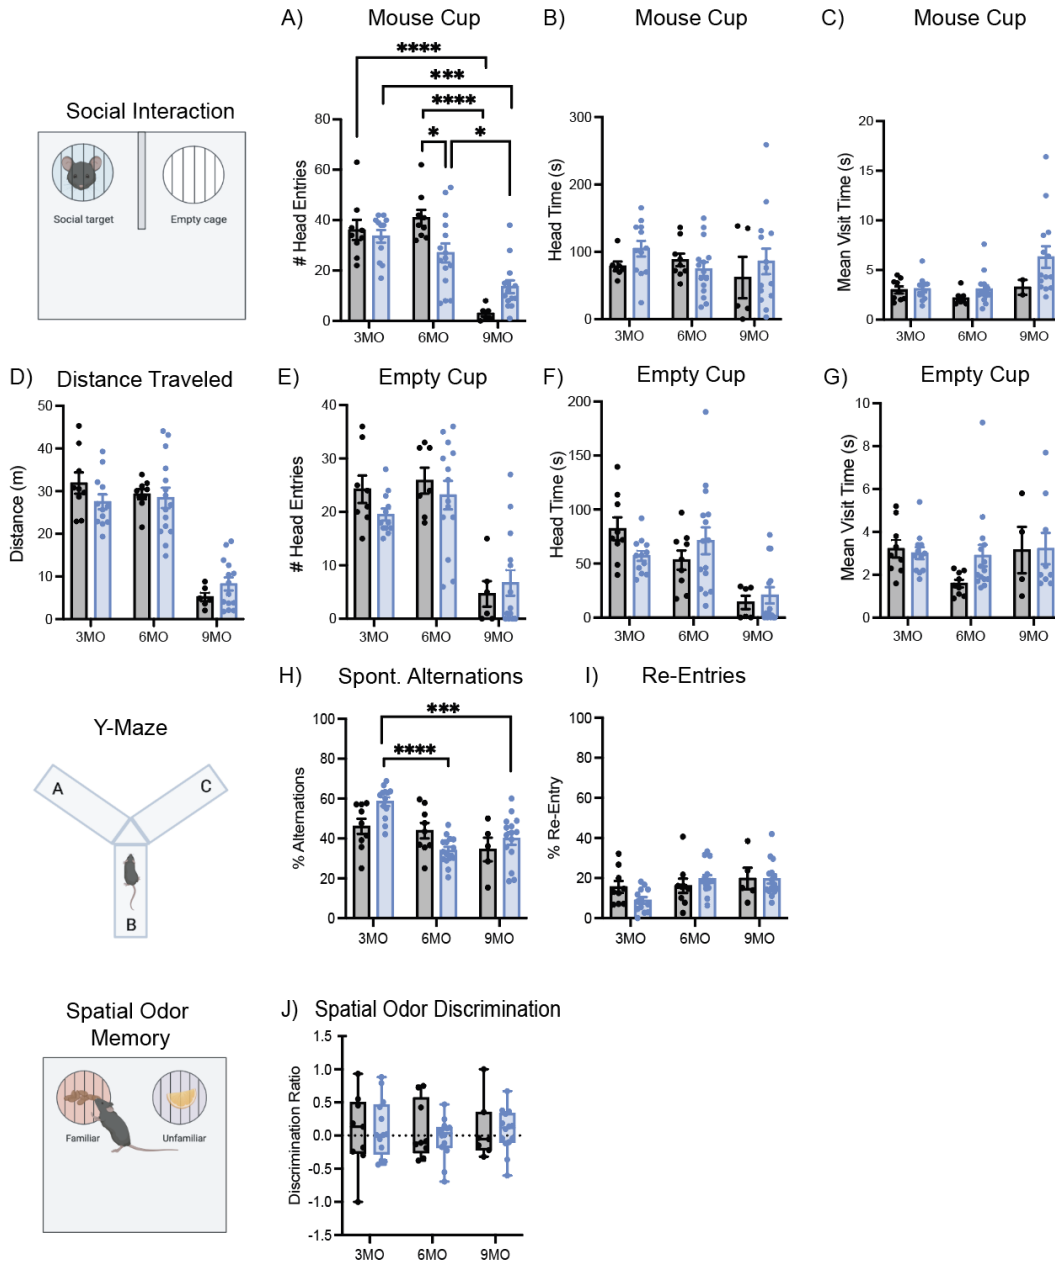 A) Mouse Cup
B) Mouse Cup
C) Mouse Cup
Social Interaction
Social target
Empty cage
****
***
****
*
*
# Head Entries
80
60
40
20
0
3MO 6MO 9MO
Head Time (s)
300
200
100
0
3MO 6MO 9MO
Mean Visit Time (s)
20
15
10
5
0
3MO 6MO 9MO
D) Distance Traveled
E) Empty Cup
F) Empty Cup
G) Empty Cup
Distance (m)
50
40
30
20
10
0
3MO 6MO 9MO
# Head Entries
40
30
20
10
0
3MO 6MO 9MO
Head Time (s)
200
150
100
50
0
3MO 6MO 9MO
Mean Visit Time (s)
10
8
6
4
2
0
3MO 6MO 9MO
Y-Maze
A
C
B
H) Spont. Alternations
***
****
% Alternations
100
80
60
40
20
0
3MO 6MO 9MO
I) Re-Entries
% Re-Entry
100
80
60
40
20
0
3MO 6MO 9MO
Spatial Odor
Memory
Familiar
Unfamiliar
J) Spatial Odor Discrimination
Discrimination Ratio
1.5
1.0
0.5
0.0
-0.5
-1.0
-1.5
3MO 6MO 9MO